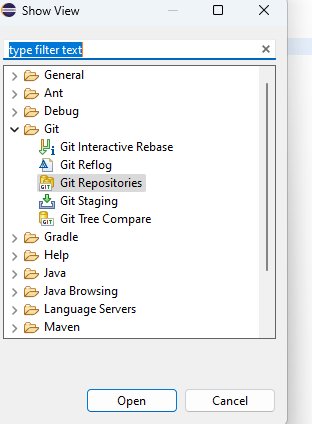 Show View
type filter text
General
Ant
Debug
Git
Git Interactive Rebase
Git Reflog
Git Repositories
Git Staging
Git Tree Compare
Gradle
Help
Java
Java Browsing
Language Servers
Maven
Open
Cancel